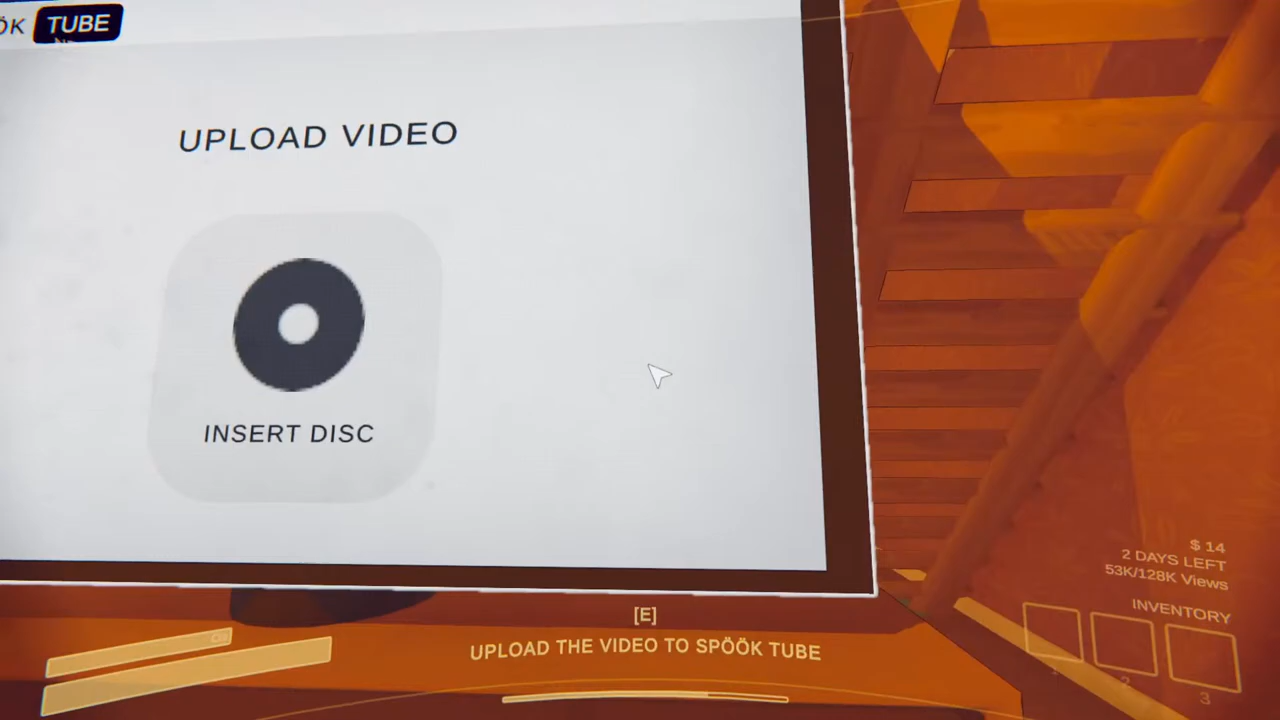 ÖK TUBE
UPLOAD VIDEO
INSERT DISC
$ 14
2 DAYS LEFT
53K/128K Views
INVENTORY
[E]
UPLOAD THE VIDEO TO SPÖÖK TUBE
1 2 3